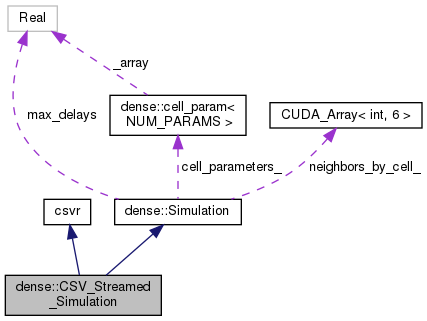 Real
_array
max_delays
dense::cell_param<
NUM_PARAMS >
CUDA_Array< int, 6 >
cell_parameters_
neighbors_by_cell_
csvr
dense::Simulation
dense::CSV_Streamed
_Simulation